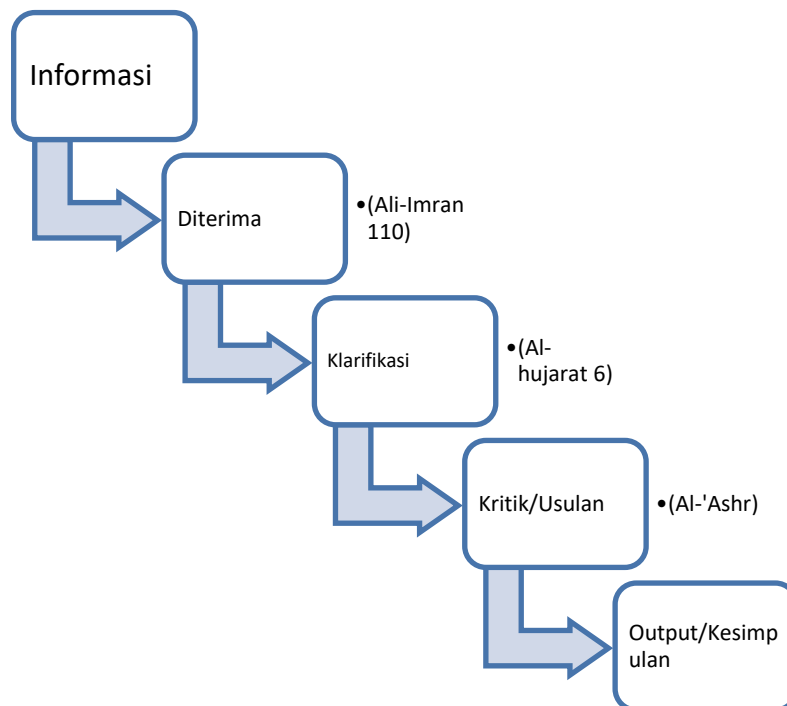 Informasi
Diterima
•(Ali-Imran
110)
Klarifikasi
•(Al-
hujarat 6)
Kritik/Usulan
•(Al-'Ashr)
Output/Kesimp
ulan